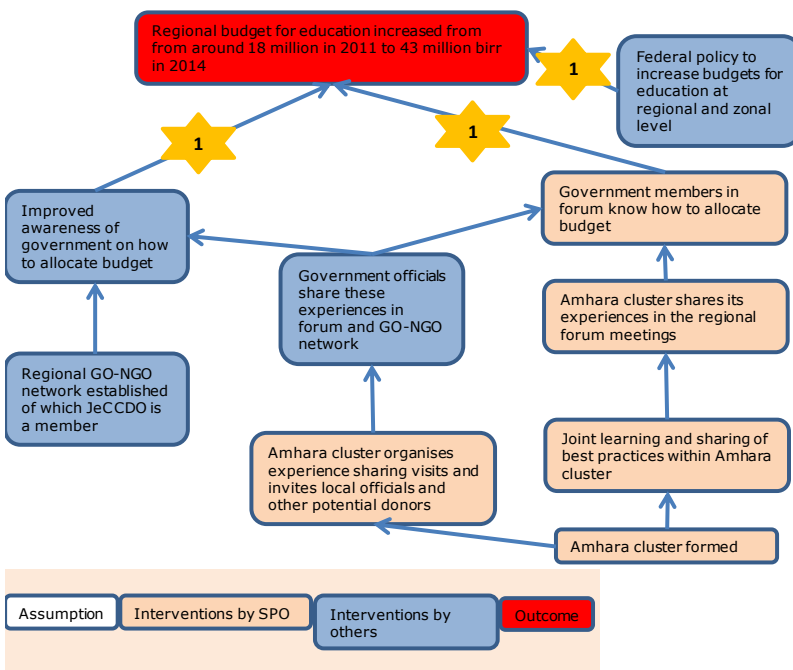 Regional budget for education increased from
from around 18 million in 2011 to 43 million birr
in 2014
1
Federal policy to
increase budgets for
education at
regional and zonal
level
1
1
Improved
awareness of
government on how
to allocate budget
Government members in
forum know how to allocate
budget
Government officials
share these
experiences in
forum and GO-NGO
network
Amhara cluster shares its
experiences in the regional
forum meetings
Regional GO-NGO
network established
of which JeCCDO is
a member
Amhara cluster organises
experience sharing visits and
invites local officials and
other potential donors
Joint learning and sharing of
best practices within Amhara
cluster
Amhara cluster formed
Assumption
Interventions by SPO
Interventions by
others
Outcome